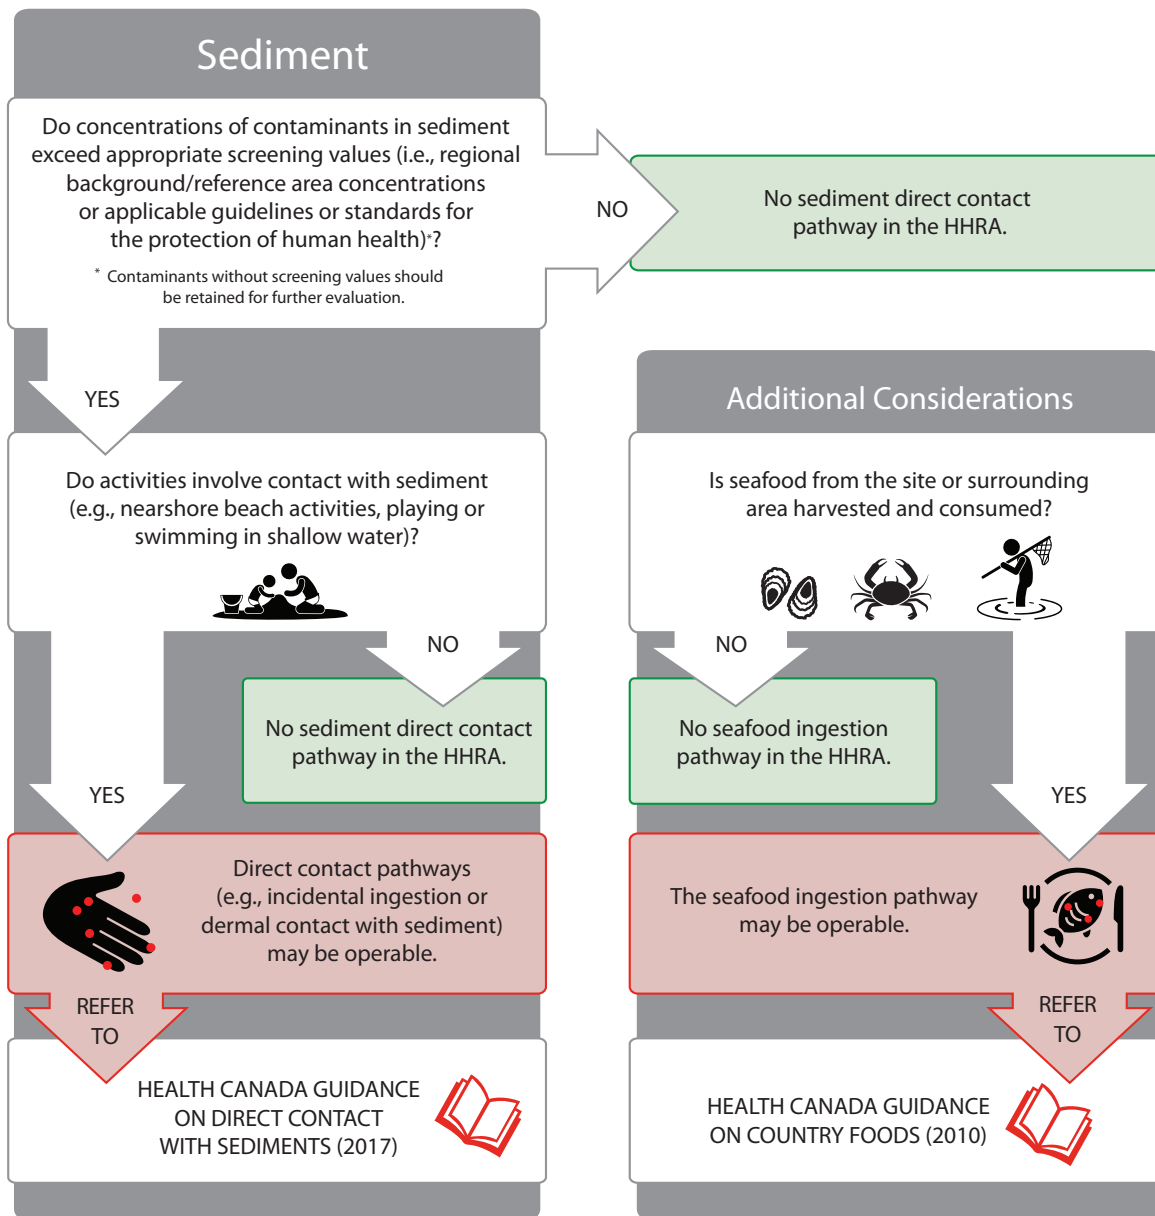 Sediment
Do concentrations of contaminants in sediment
exceed appropriate screening values (i.e., regional
background/reference area concentrations
or applicable guidelines or standards for
the protection of human health)*?
* Contaminants without screening values should
be retained for further evaluation.
NO
No sediment direct contact
pathway in the HHRA.
YES
Do activities involve contact with sediment
(e.g., nearshore beach activities, playing or
swimming in shallow water)?
NO
No sediment direct contact
pathway in the HHRA.
YES
Direct contact pathways
(e.g., incidental ingestion or
dermal contact with sediment)
may be operable.
REFER
TO
HEALTH CANADA GUIDANCE
ON DIRECT CONTACT
WITH SEDIMENTS (2017)
Additional Considerations
Is seafood from the site or surrounding
area harvested and consumed?
NO
No seafood ingestion
pathway in the HHRA.
YES
The seafood ingestion pathway
may be operable.
REFER
TO
HEALTH CANADA GUIDANCE
ON COUNTRY FOODS (2010)